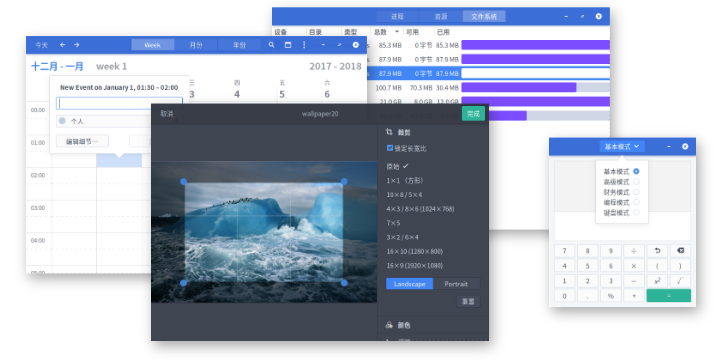 进程 资源 文件系统
设备 目录 类型 总数 可用 已用
85.3 MB 0 字节 85.3 MB
87.9 MB 0 字节 87.9 MB
87.9 MB 0 字节 87.9 MB
100.7 MB 70.3 MB 30.4 MB
21.0 GB 8.0 GB 12.0 GB
今天 Week 月份 年份
十二月 - 一月 week 1 2017 - 2018
三 四 五 六
3 4 5 6
00:00
01:00
02:00
03:00
04:00
05:00
New Event on January 1, 01:30 - 02:00
个人
编辑细节…
取消 wallpaper20 完成
裁剪
锁定长宽比
原始
1×1（方形）
10×8 / 5×4
4×3 / 8×6 (1024×768)
7×5
3×2 / 6×4
16×10 (1280×800)
16×9 (1920×1080)
Landscape Portrait
重置
颜色
基本模式
基本模式
高级模式
财务模式
编程模式
键盘模式
7 8 9 ÷
4 5 6 × ( )
1 2 3 − x² √
0 . % + =